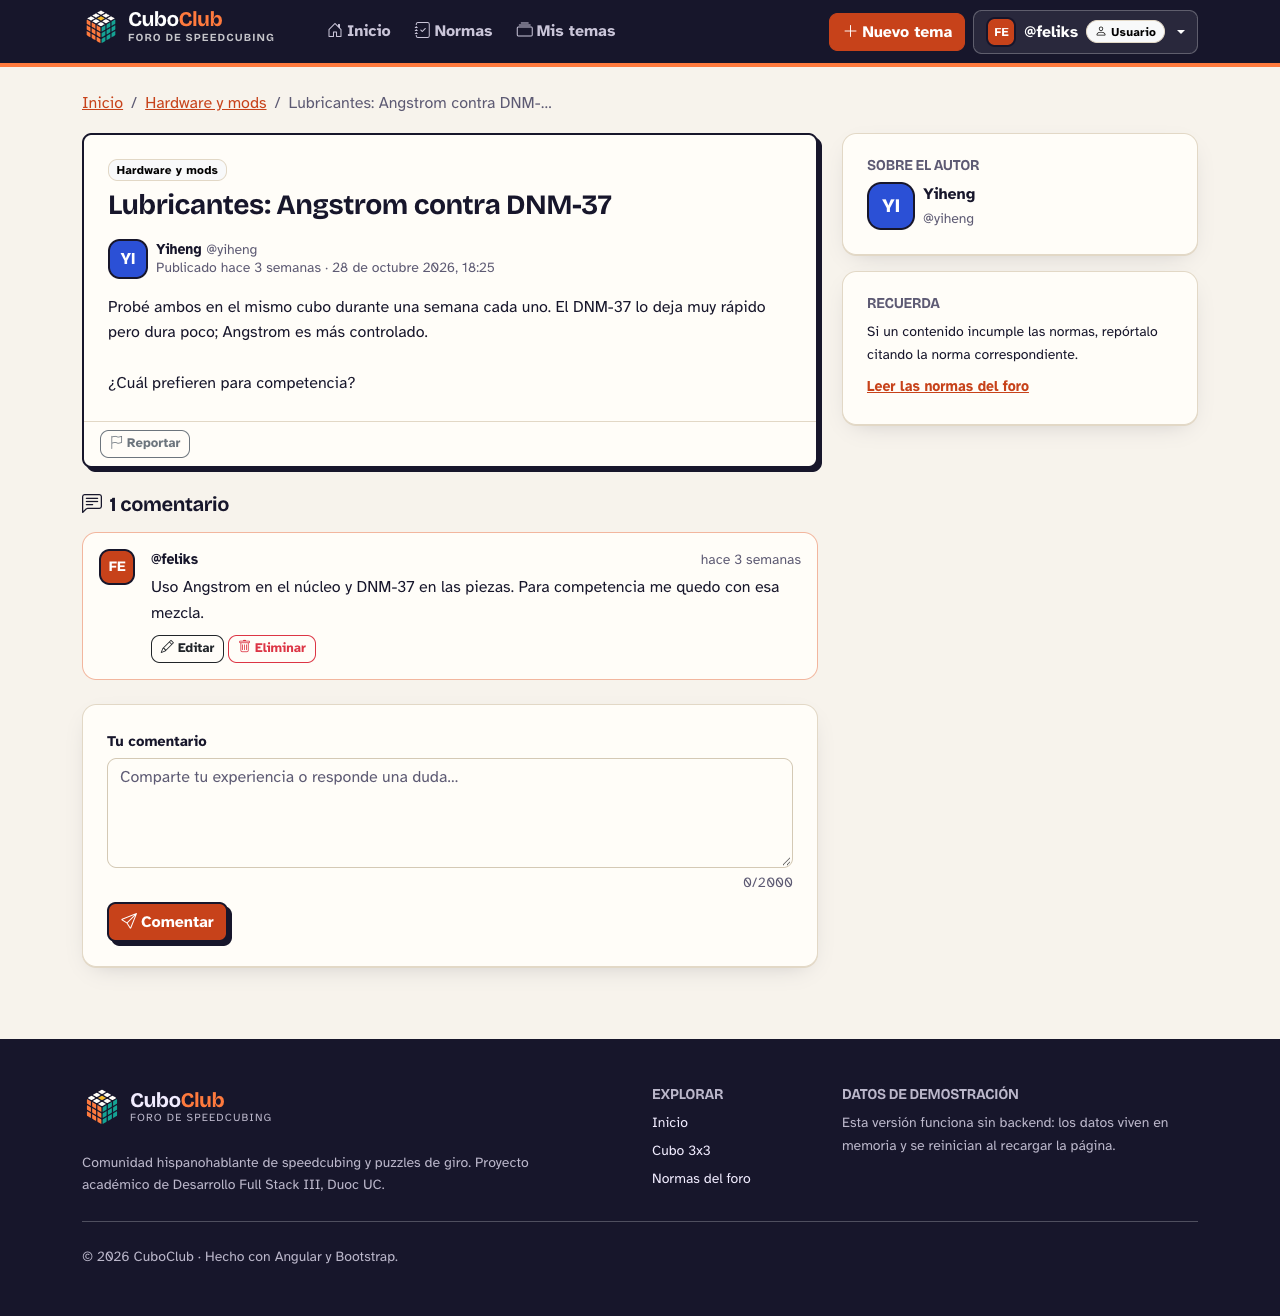 CuboClub
FORO DE SPEEDCUBING
Inicio
Normas
Mis temas
Nuevo tema
FE
@feliks
Usuario
Inicio / Hardware y mods / Lubricantes: Angstrom contra DNM-...
Hardware y mods
Lubricantes: Angstrom contra DNM-37
YI
Yiheng @yiheng
Publicado hace 3 semanas · 28 de octubre 2026, 18:25
Probé ambos en el mismo cubo durante una semana cada uno. El DNM-37 lo deja muy rápido
pero dura poco; Angstrom es más controlado.
¿Cuál prefieren para competencia?
Reportar
SOBRE EL AUTOR
YI
Yiheng
@yiheng
RECUERDA
Si un contenido incumple las normas, repórtalo
citando la norma correspondiente.
Leer las normas del foro
1 comentario
FE
@feliks
hace 3 semanas
Uso Angstrom en el núcleo y DNM-37 en las piezas. Para competencia me quedo con esa
mezcla.
Editar
Eliminar
Tu comentario
Comparte tu experiencia o responde una duda...
0/2000
Comentar
CuboClub
FORO DE SPEEDCUBING
Comunidad hispanohablante de speedcubing y puzzles de giro. Proyecto
académico de Desarrollo Full Stack III, Duoc UC.
EXPLORAR
Inicio
Cubo 3x3
Normas del foro
DATOS DE DEMOSTRACIÓN
Esta versión funciona sin backend: los datos viven en
memoria y se reinician al recargar la página.
© 2026 CuboClub · Hecho con Angular y Bootstrap.